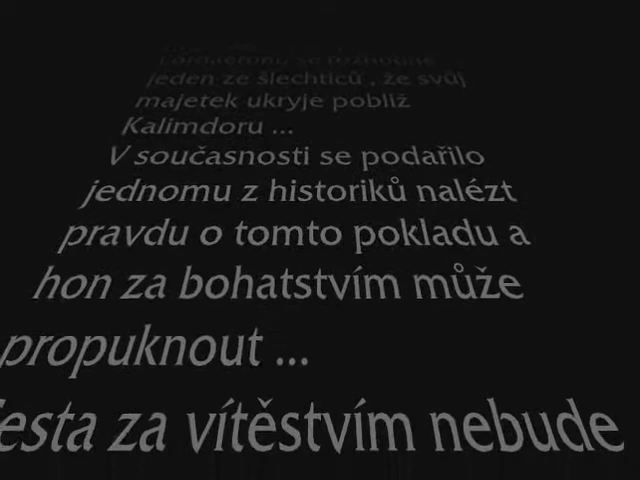 jeden ze šlechticů , že svůj
majetek ukryje poblíž
Kalimdoru ...
V současnosti se podařilo
jednomu z historiků nalézt
pravdu o tomto pokladu a
hon za bohatstvím může
propuknout ...
Cesta za vítěstvím nebude